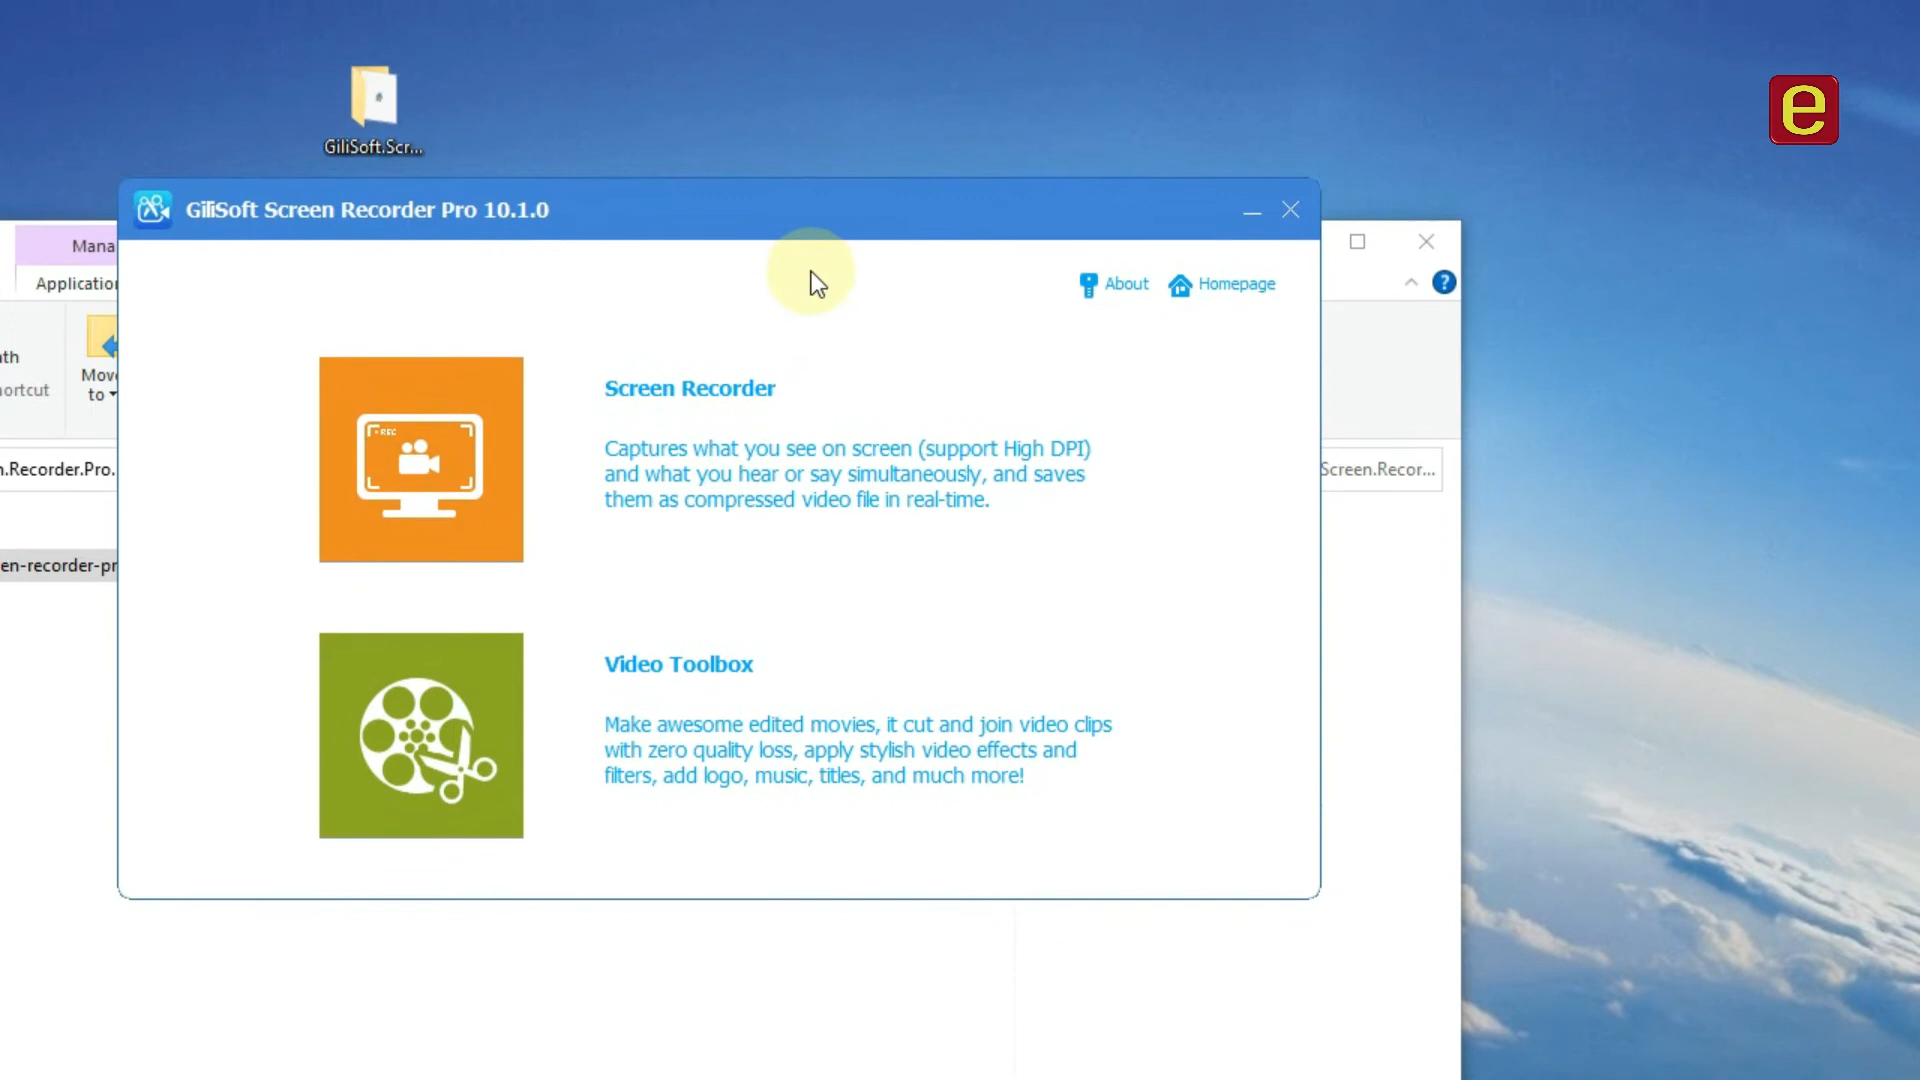 GiliSoft.Scr...
e
GiliSoft Screen Recorder Pro 10.1.0
Mana
Applicatio
About
Homepage
?
ath
ortcut
Move
to
REC
Screen Recorder
Captures what you see on screen (support High DPI)
and what you hear or say simultaneously, and saves
them as compressed video file in real-time.
n.Recorder.Pro.
Screen.Recor...
en-recorder-pr
Video Toolbox
Make awesome edited movies, it cut and join video clips
with zero quality loss, apply stylish video effects and
filters, add logo, music, titles, and much more!